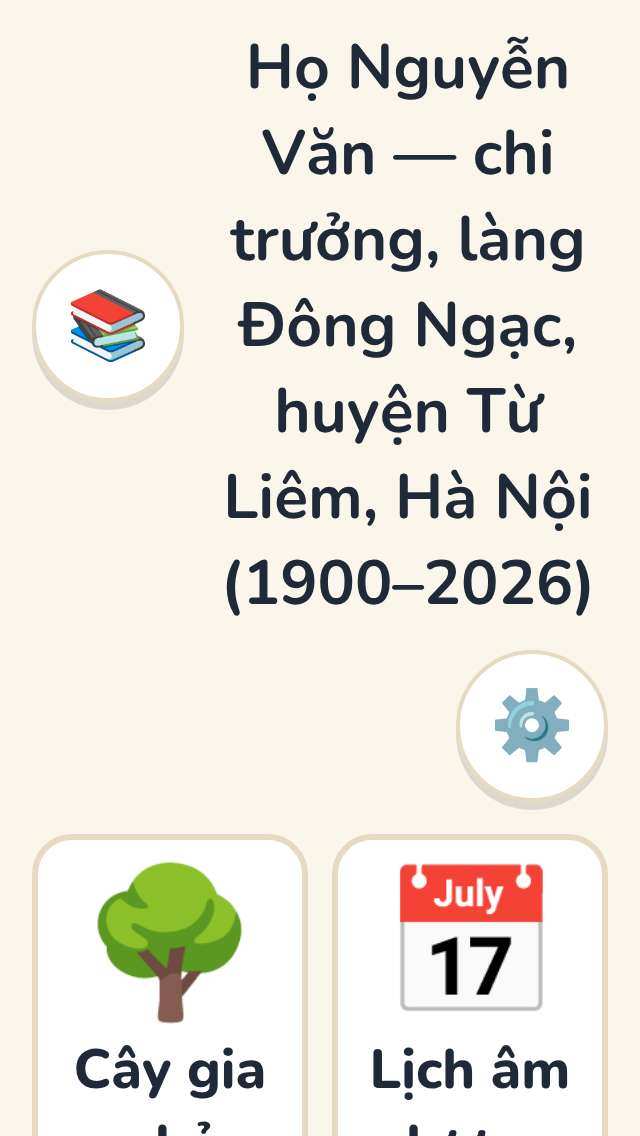 Họ Nguyễn
Văn — chi
trưởng, làng
Đông Ngạc,
huyện Từ
Liêm, Hà Nội
(1900–2026)
July
17
Cây gia
Lịch âm